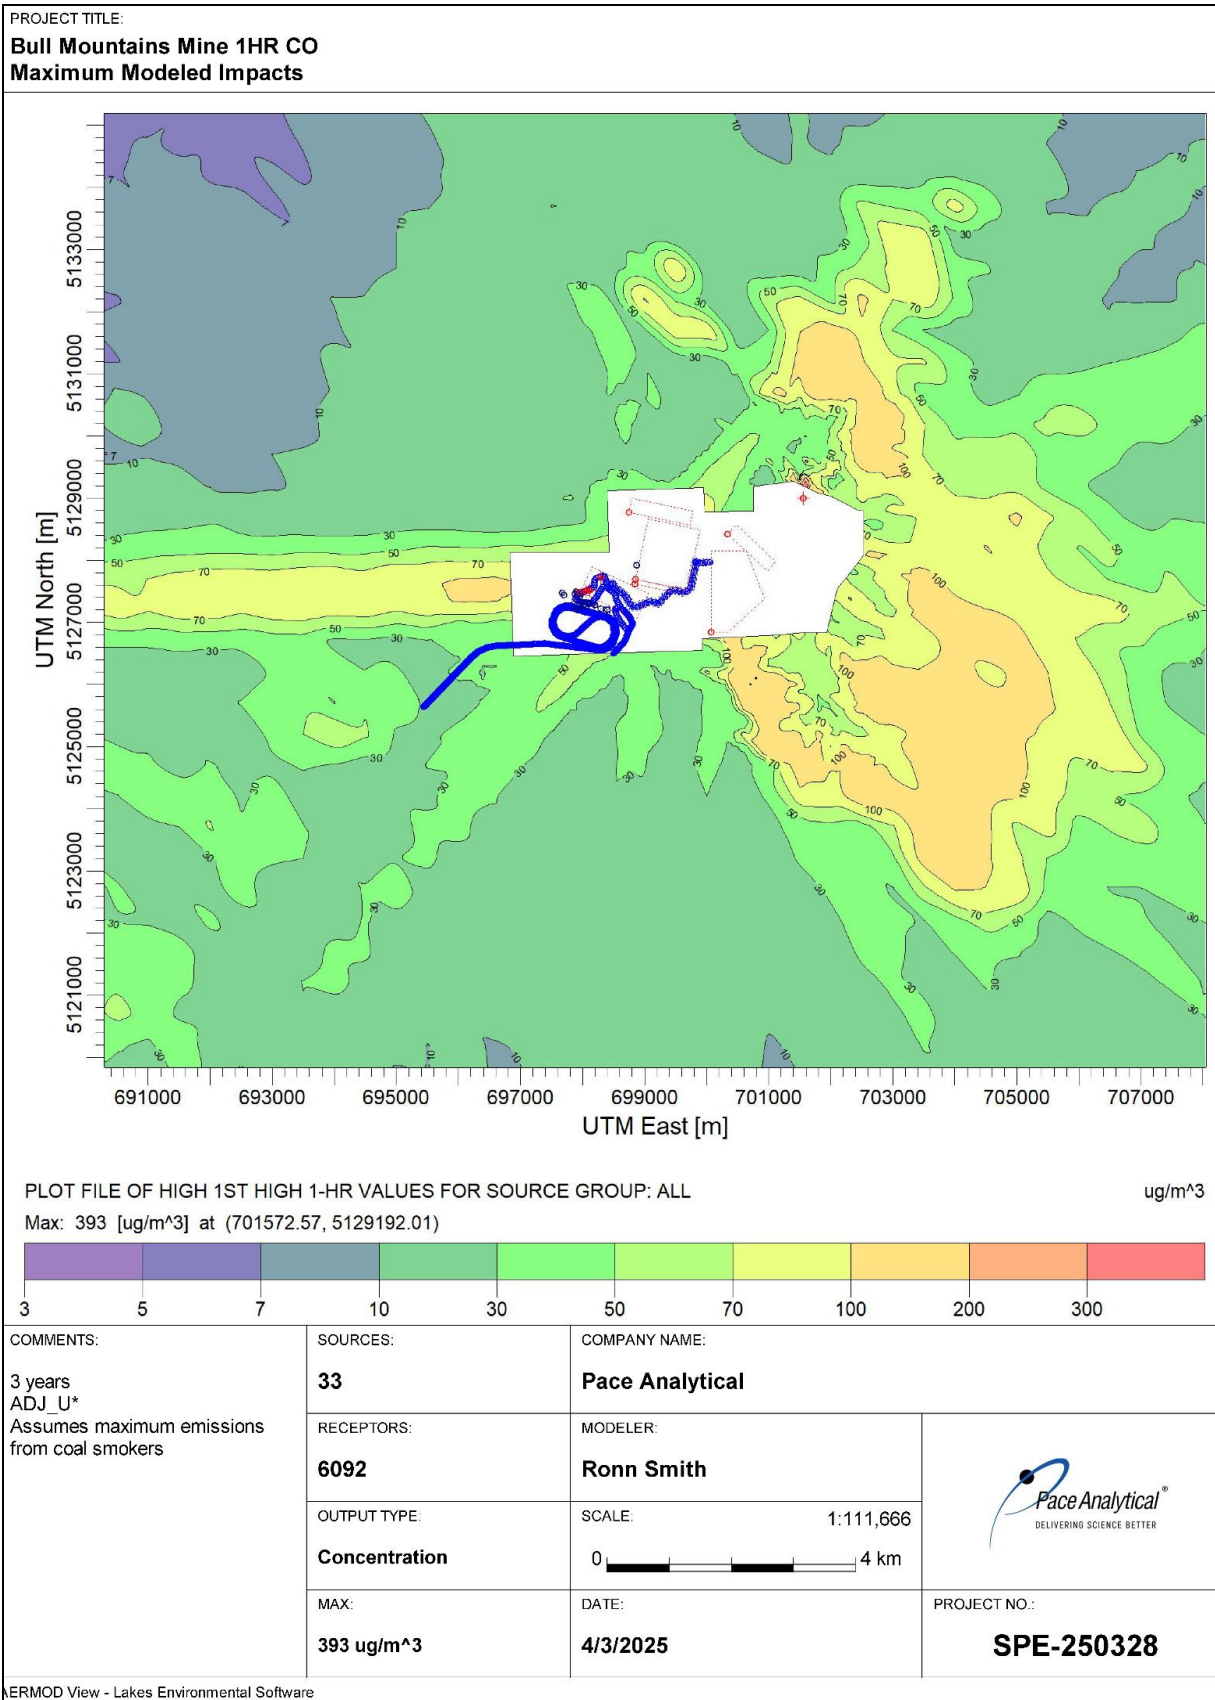 PROJECT TITLE:
Bull Mountains Mine 1HR CO
Maximum Modeled Impacts
UTM North [m]
5133000
5131000
5129000
5127000
5125000
5123000
5121000
691000 693000 695000 697000 699000 701000 703000 705000 707000
UTM East [m]
PLOT FILE OF HIGH 1ST HIGH 1-HR VALUES FOR SOURCE GROUP: ALL ug/m^3
Max: 393 [ug/m^3] at (701572.57, 5129192.01)
3 5 7 10 30 50 70 100 200 300
COMMENTS:
3 years
ADJ_U*
Assumes maximum emissions
from coal smokers
SOURCES:
33
COMPANY NAME:
Pace Analytical
RECEPTORS:
6092
MODELER:
Ronn Smith
OUTPUT TYPE:
Concentration
SCALE: 1:111,666
0 4 km
MAX:
393 ug/m^3
DATE:
4/3/2025
Pace Analytical®
DELIVERING SCIENCE BETTER
PROJECT NO.:
SPE-250328
AERMOD View - Lakes Environmental Software